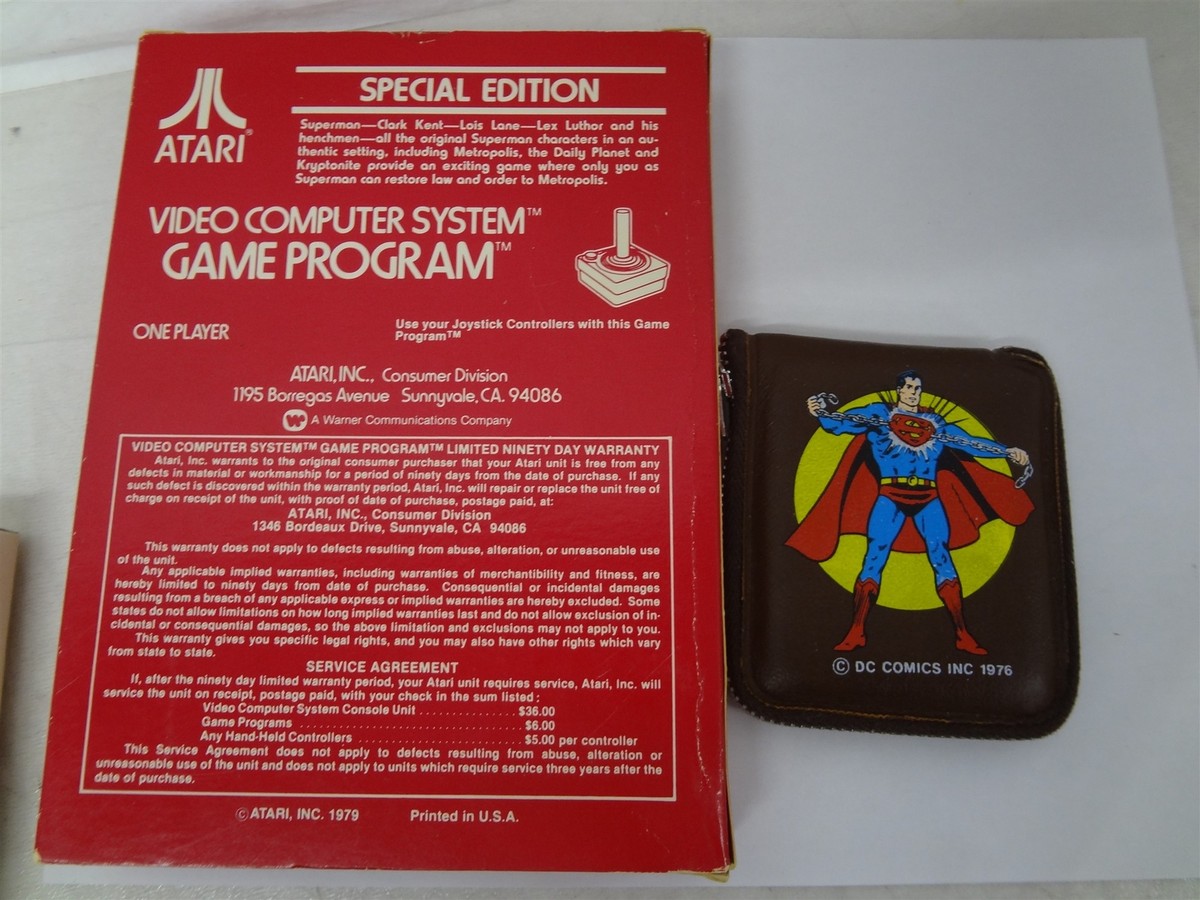 ATARI®
SPECIAL EDITION
Superman—Clark Kent—Lois Lane—Lex Luthor and his
henchmen—all the original Superman characters in an au-
thentic setting, including Metropolis, the Daily Planet and
Kryptonite provide an exciting game where only you as
Superman can restore law and order to Metropolis.
VIDEO COMPUTER SYSTEM™
GAME PROGRAM™
ONE PLAYER
Use your Joystick Controllers with this Game
Program™
ATARI, INC., Consumer Division
1195 Borregas Avenue Sunnyvale, CA. 94086
A Warner Communications Company
VIDEO COMPUTER SYSTEM™ GAME PROGRAM™ LIMITED NINETY DAY WARRANTY
Atari, Inc. warrants to the original consumer purchaser that your Atari unit is free from any
defects in material or workmanship for a period of ninety days from the date of purchase. If any
such defect is discovered within the warranty period, Atari, Inc. will repair or replace the unit free of
charge on receipt of the unit, with proof of date of purchase, postage paid, at:
ATARI, INC., Consumer Division
1346 Bordeaux Drive, Sunnyvale, CA 94086
This warranty does not apply to defects resulting from abuse, alteration, or unreasonable use
of the unit.
Any applicable implied warranties, including warranties of merchantibility and fitness, are
hereby limited to ninety days from date of purchase. Consequential or incidental damages
resulting from a breach of any applicable express or implied warranties are hereby excluded. Some
states do not allow limitations on how long implied warranties last and do not allow exclusion of in-
cidental or consequential damages, so the above limitation and exclusions may not apply to you.
This warranty gives you specific legal rights, and you may also have other rights which vary
from state to state.
SERVICE AGREEMENT
If, after the ninety day limited warranty period, your Atari unit requires service, Atari, Inc. will
service the unit on receipt, postage paid, with your check in the sum listed:
Video Computer System Console Unit . . . . . . . . . . . . . . . $36.00
Game Programs . . . . . . . . . . . . . . . . . . . . . . . . . . . . . . . . . . $6.00
Any Hand-Held Controllers . . . . . . . . . . . . . . . . . . . . . . . . $5.00 per controller
This Service Agreement does not apply to defects resulting from abuse, alteration or
unreasonable use of the unit and does not apply to units which require service three years after the
date of purchase.
© ATARI, INC. 1979 Printed in U.S.A.
S
© DC COMICS INC 1976